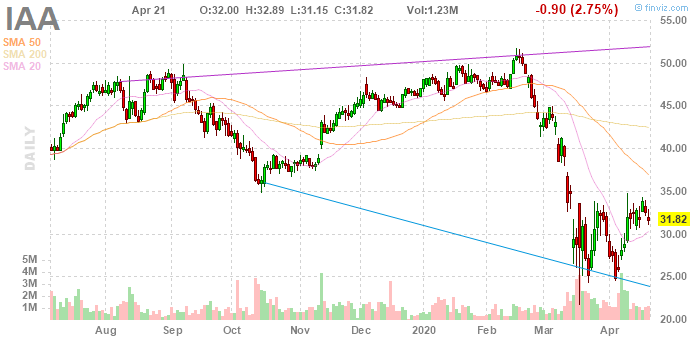 IAA
Apr 21 O:32.00 H:32.89 L:31.15 C:31.82 Vol:1.23M -0.90 (2.75%)
© finviz.com
SMA 50
SMA 200
SMA 20
DAILY
55.00
50.00
45.00
40.00
35.00
31.82
30.00
25.00
20.00
5M
4M
3M
2M
1M
Aug Sep Oct Nov Dec 2020 Feb Mar Apr